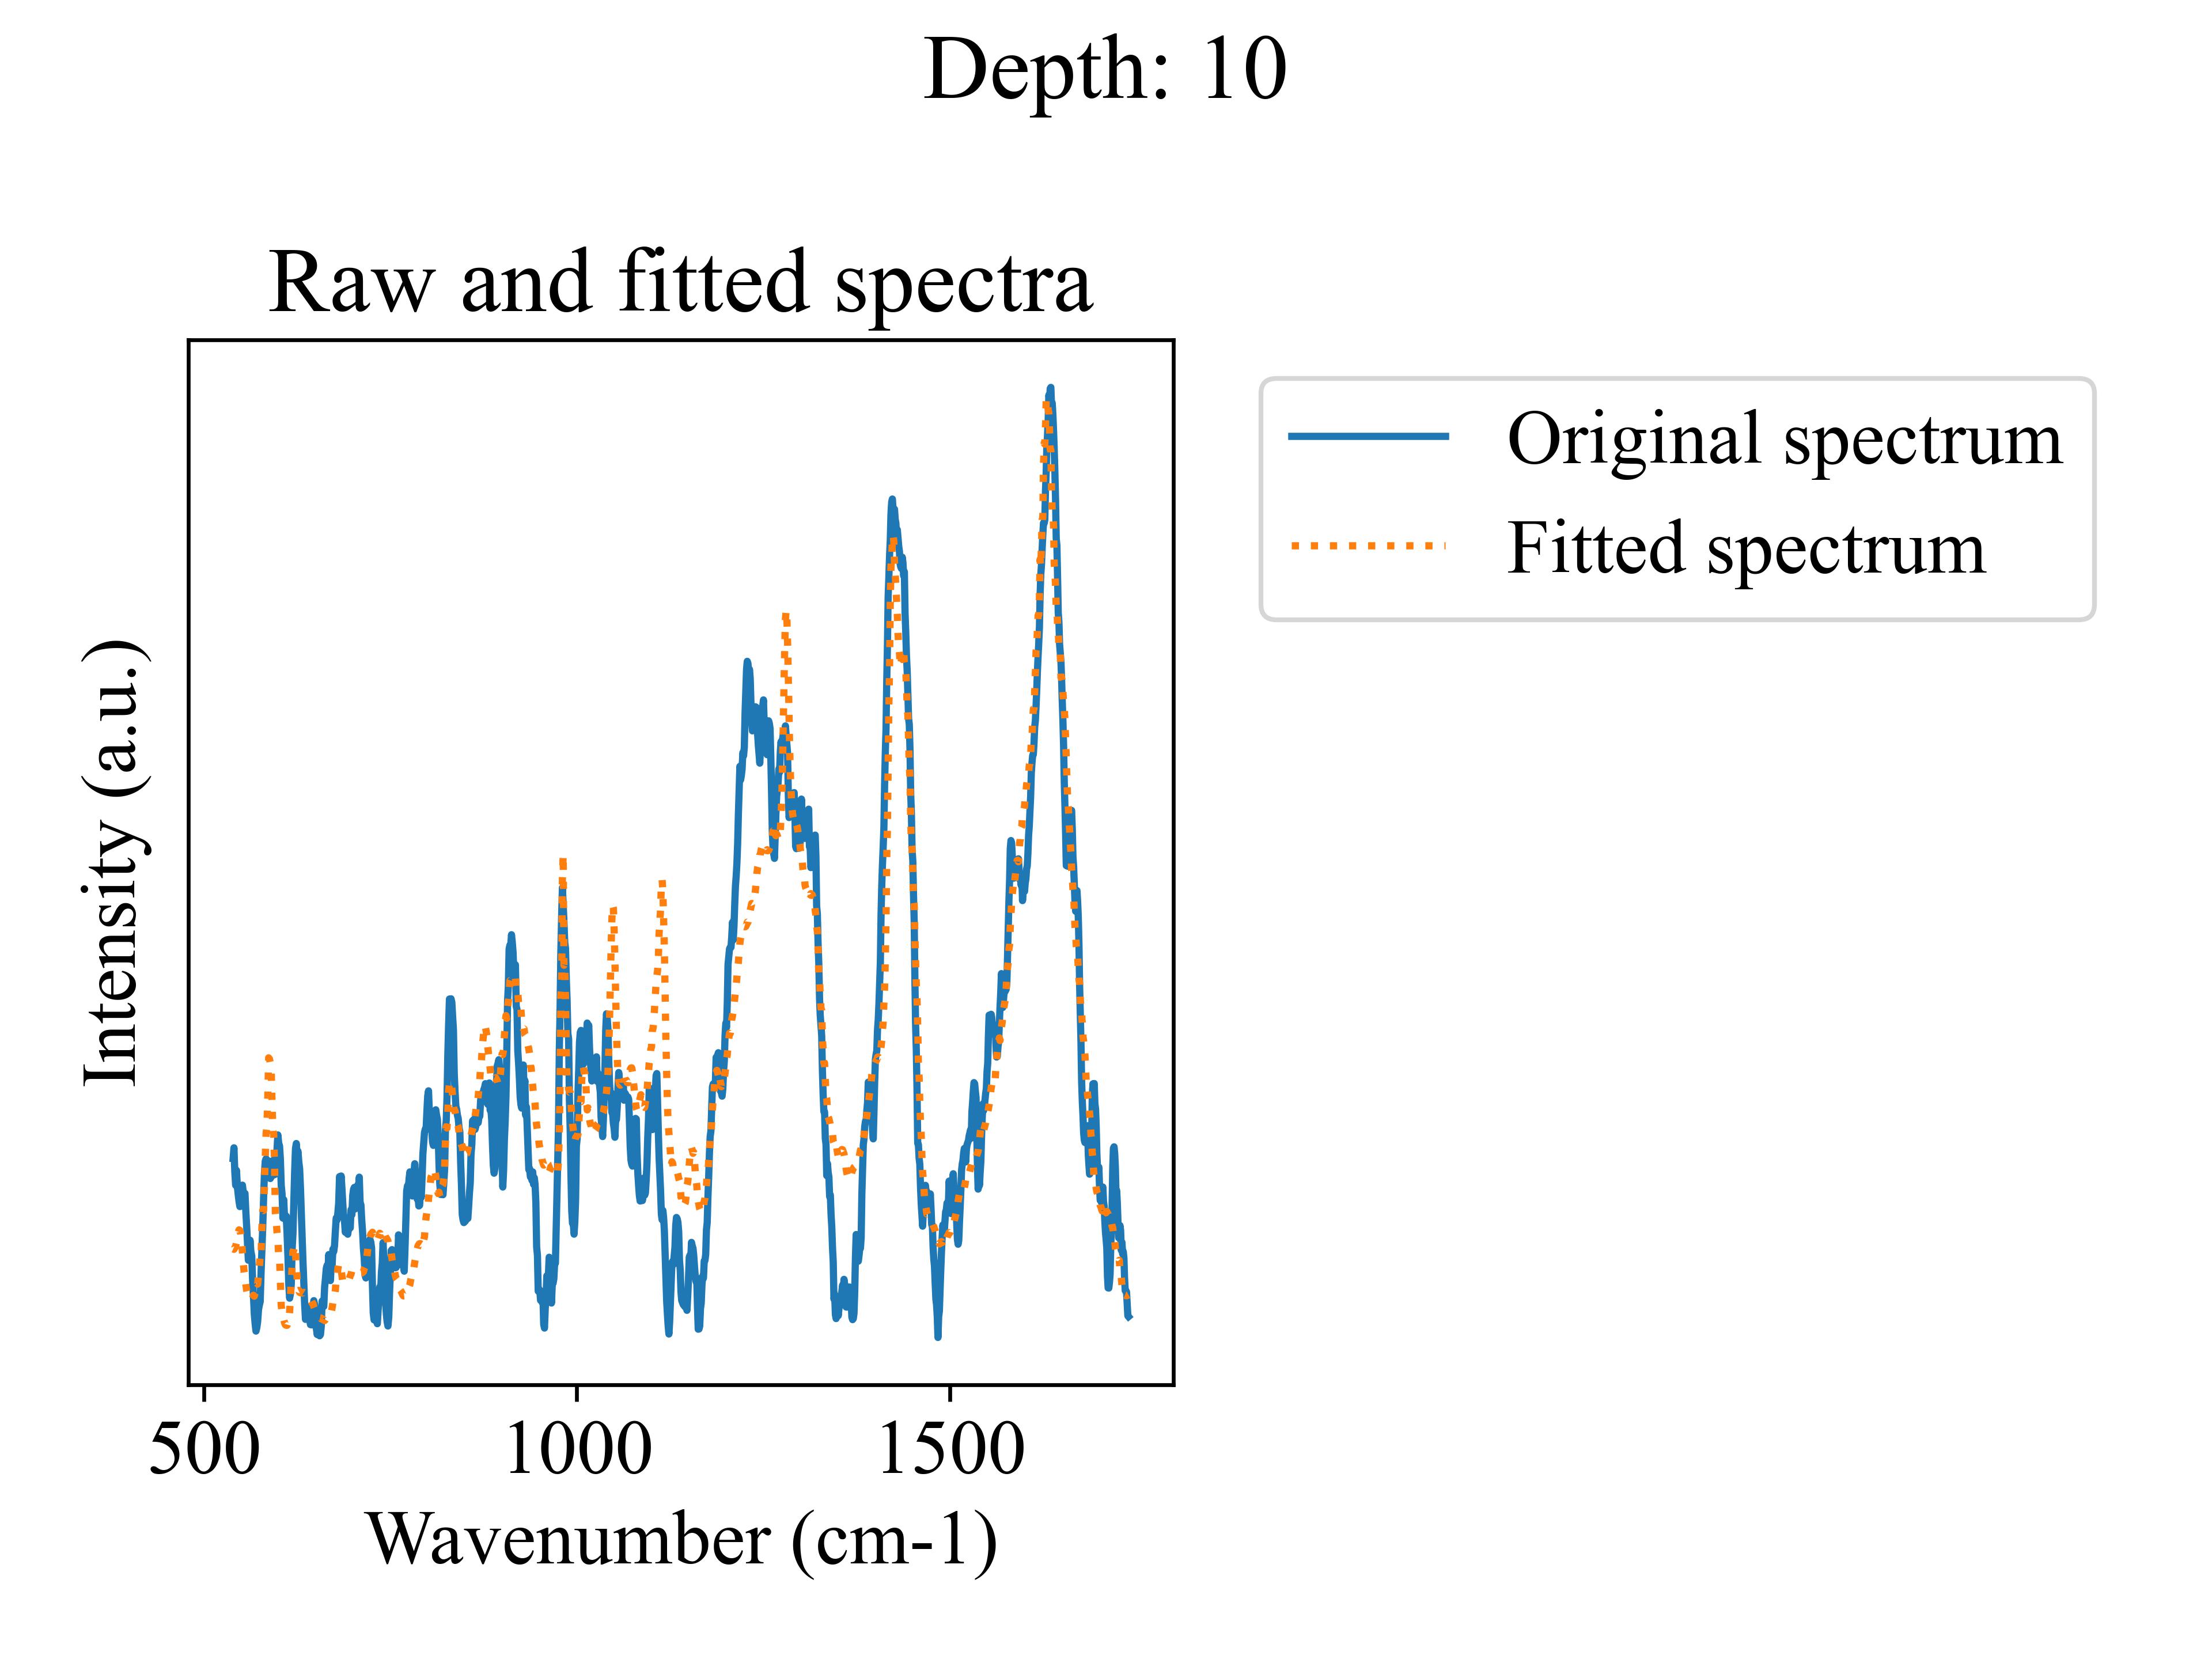 Depth: 10
Raw and fitted spectra
Original spectrum
Fitted spectrum
Intensity (a.u.)
500 1000 1500
Wavenumber (cm-1)